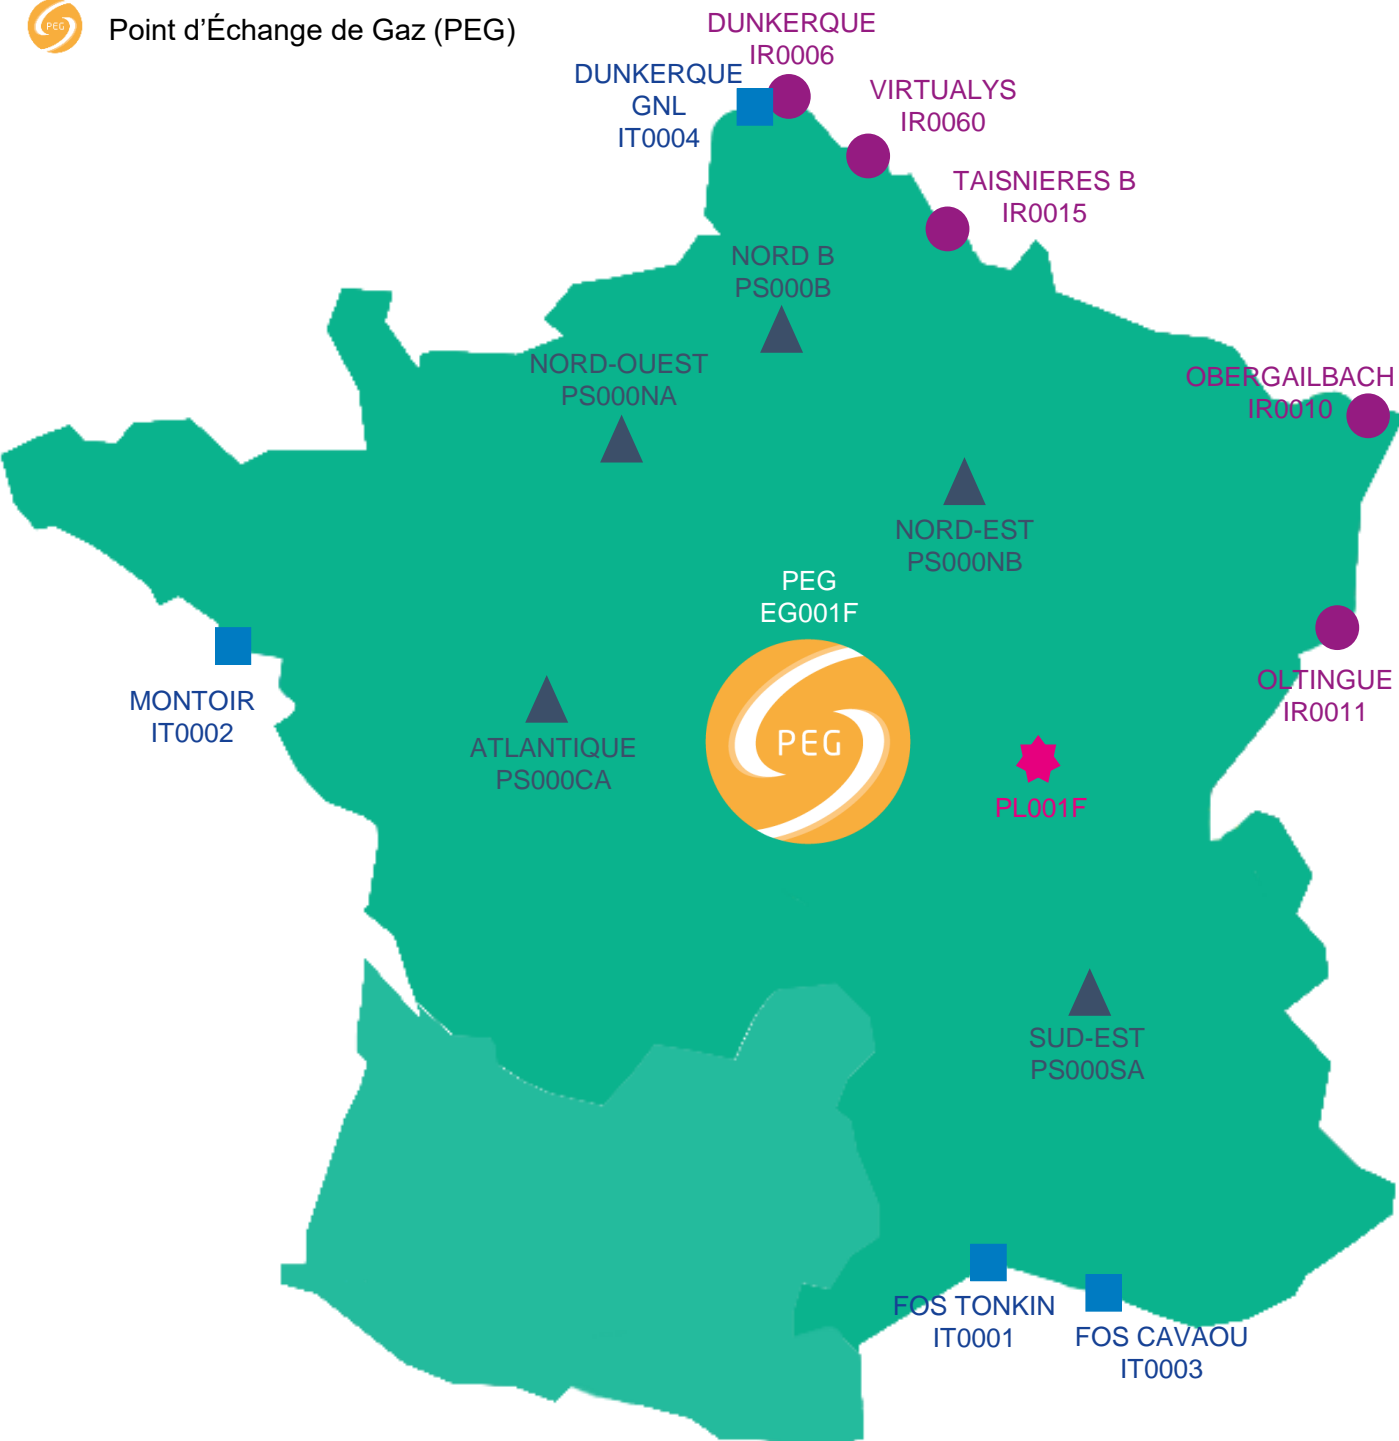 PEG
Point d’Échange de Gaz (PEG)
DUNKERQUE
IR0006
DUNKERQUE
GNL
IT0004
VIRTUALYS
IR0060
TAISNIERES B
IR0015
NORD B
PS000B
NORD-OUEST
PS000NA
OBERGAILBACH
IR0010
NORD-EST
PS000NB
PEG
EG001F
PEG
OLTINGUE
IR0011
MONTOIR
IT0002
ATLANTIQUE
PS000CA
PL001F
SUD-EST
PS000SA
FOS TONKIN
IT0001
FOS CAVAOU
IT0003